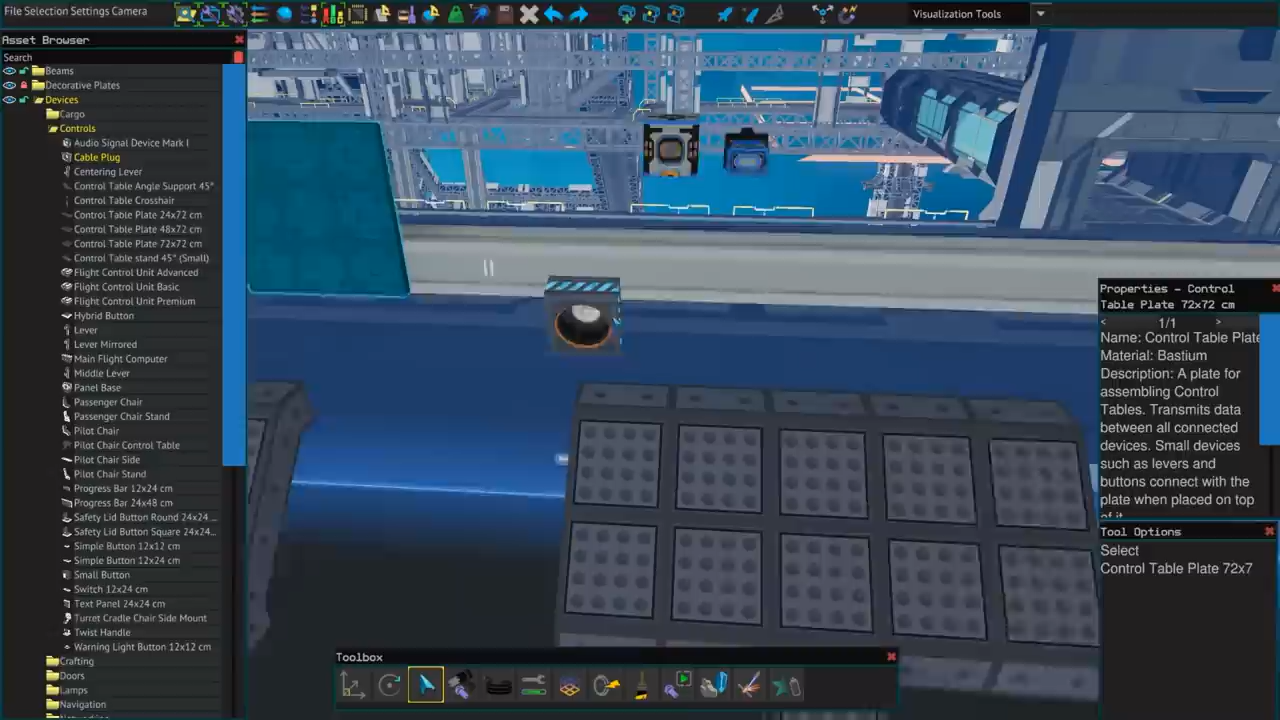 File Selection Settings Camera
Visualization Tools
Asset Browser
Search
Beams
Decorative Plates
Devices
Cargo
Controls
Audio Signal Device Mark I
Cable Plug
Centering Lever
Control Table Angle Support 45°
Control Table Crosshair
Control Table Plate 24x72 cm
Control Table Plate 48x72 cm
Control Table Plate 72x72 cm
Control Table stand 45° (Small)
Flight Control Unit Advanced
Flight Control Unit Basic
Flight Control Unit Premium
Hybrid Button
Lever
Lever Mirrored
Main Flight Computer
Middle Lever
Panel Base
Passenger Chair
Passenger Chair Stand
Pilot Chair
Pilot Chair Control Table
Pilot Chair Side
Pilot Chair Stand
Progress Bar 12x24 cm
Progress Bar 24x48 cm
Safety Lid Button Round 24x24 ...
Safety Lid Button Square 24x24...
Simple Button 12x12 cm
Simple Button 12x24 cm
Small Button
Switch 12x24 cm
Text Panel 24x24 cm
Turret Cradle Chair Side Mount
Twist Handle
Warning Light Button 12x12 cm
Crafting
Doors
Lamps
Navigation
Properties - Control
Table Plate 72x72 cm
< 1/1 >
Name: Control Table Plate
Material: Bastium
Description: A plate for
assembling Control
Tables. Transmits data
between all connected
devices. Small devices
such as levers and
buttons connect with the
plate when placed on top
of it
Tool Options
Select
Control Table Plate 72x7
Toolbox